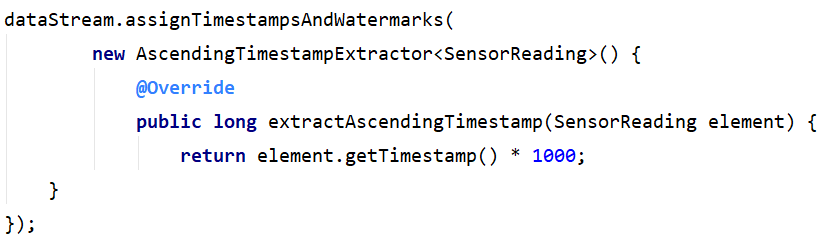 dataStream.assignTimestampsAndWatermarks(
        new AscendingTimestampExtractor<SensorReading>() {
            @Override
            public long extractAscendingTimestamp(SensorReading element) {
                return element.getTimestamp() * 1000;
    }
});